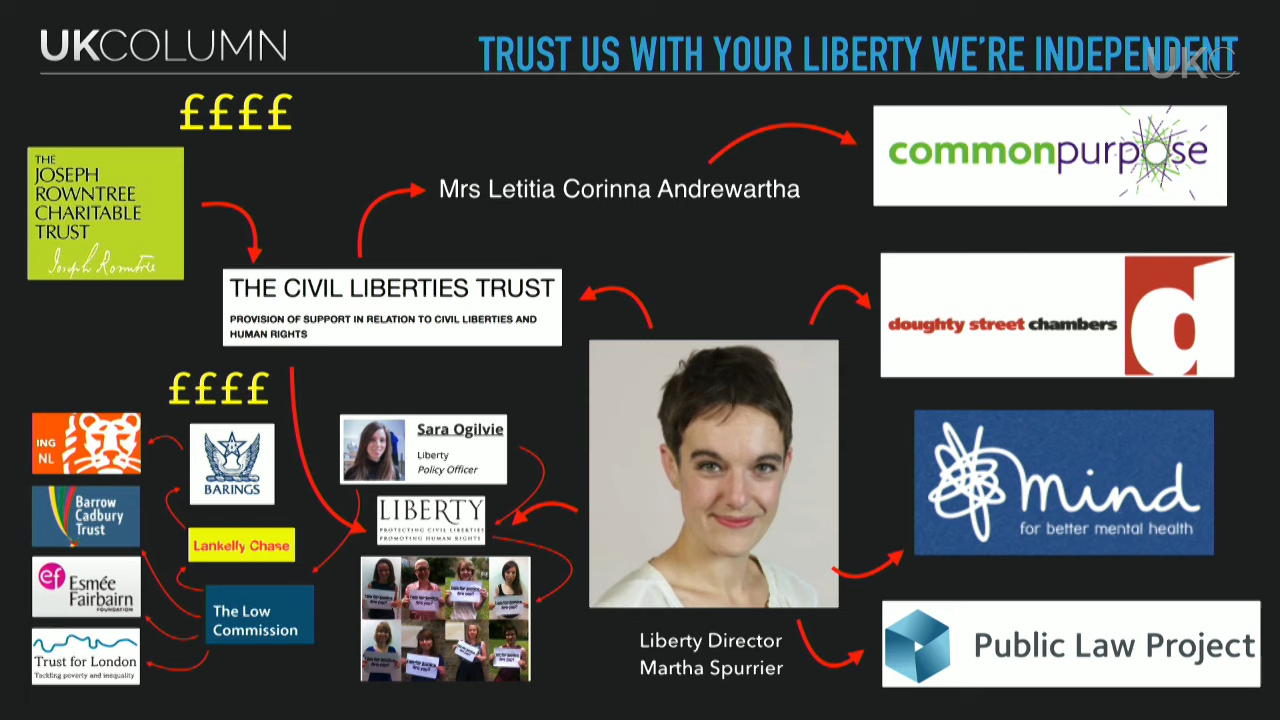 UKCOLUMN
TRUST US WITH YOUR LIBERTY WE'RE INDEPENDENT
UKC
££££
THE
JOSEPH
ROWNTREE
CHARITABLE
TRUST
Joseph Rowntree
Mrs Letitia Corinna Andrewartha
commonpurpose
THE CIVIL LIBERTIES TRUST
PROVISION OF SUPPORT IN RELATION TO CIVIL LIBERTIES AND
HUMAN RIGHTS
doughty street chambers
d
££££
ING
NL
BARINGS
Sara Ogilvie
Liberty
Policy Officer
mind
for better mental health
Barrow
Cadbury
Trust
Lankelly Chase
LIBERTY
PROTECTING CIVIL LIBERTIES
PROMOTING HUMAN RIGHTS
ef
Esmée
Fairbairn
FOUNDATION
The Low
Commission
Trust for London
Tackling poverty and inequality
Liberty Director
Martha Spurrier
Public Law Project